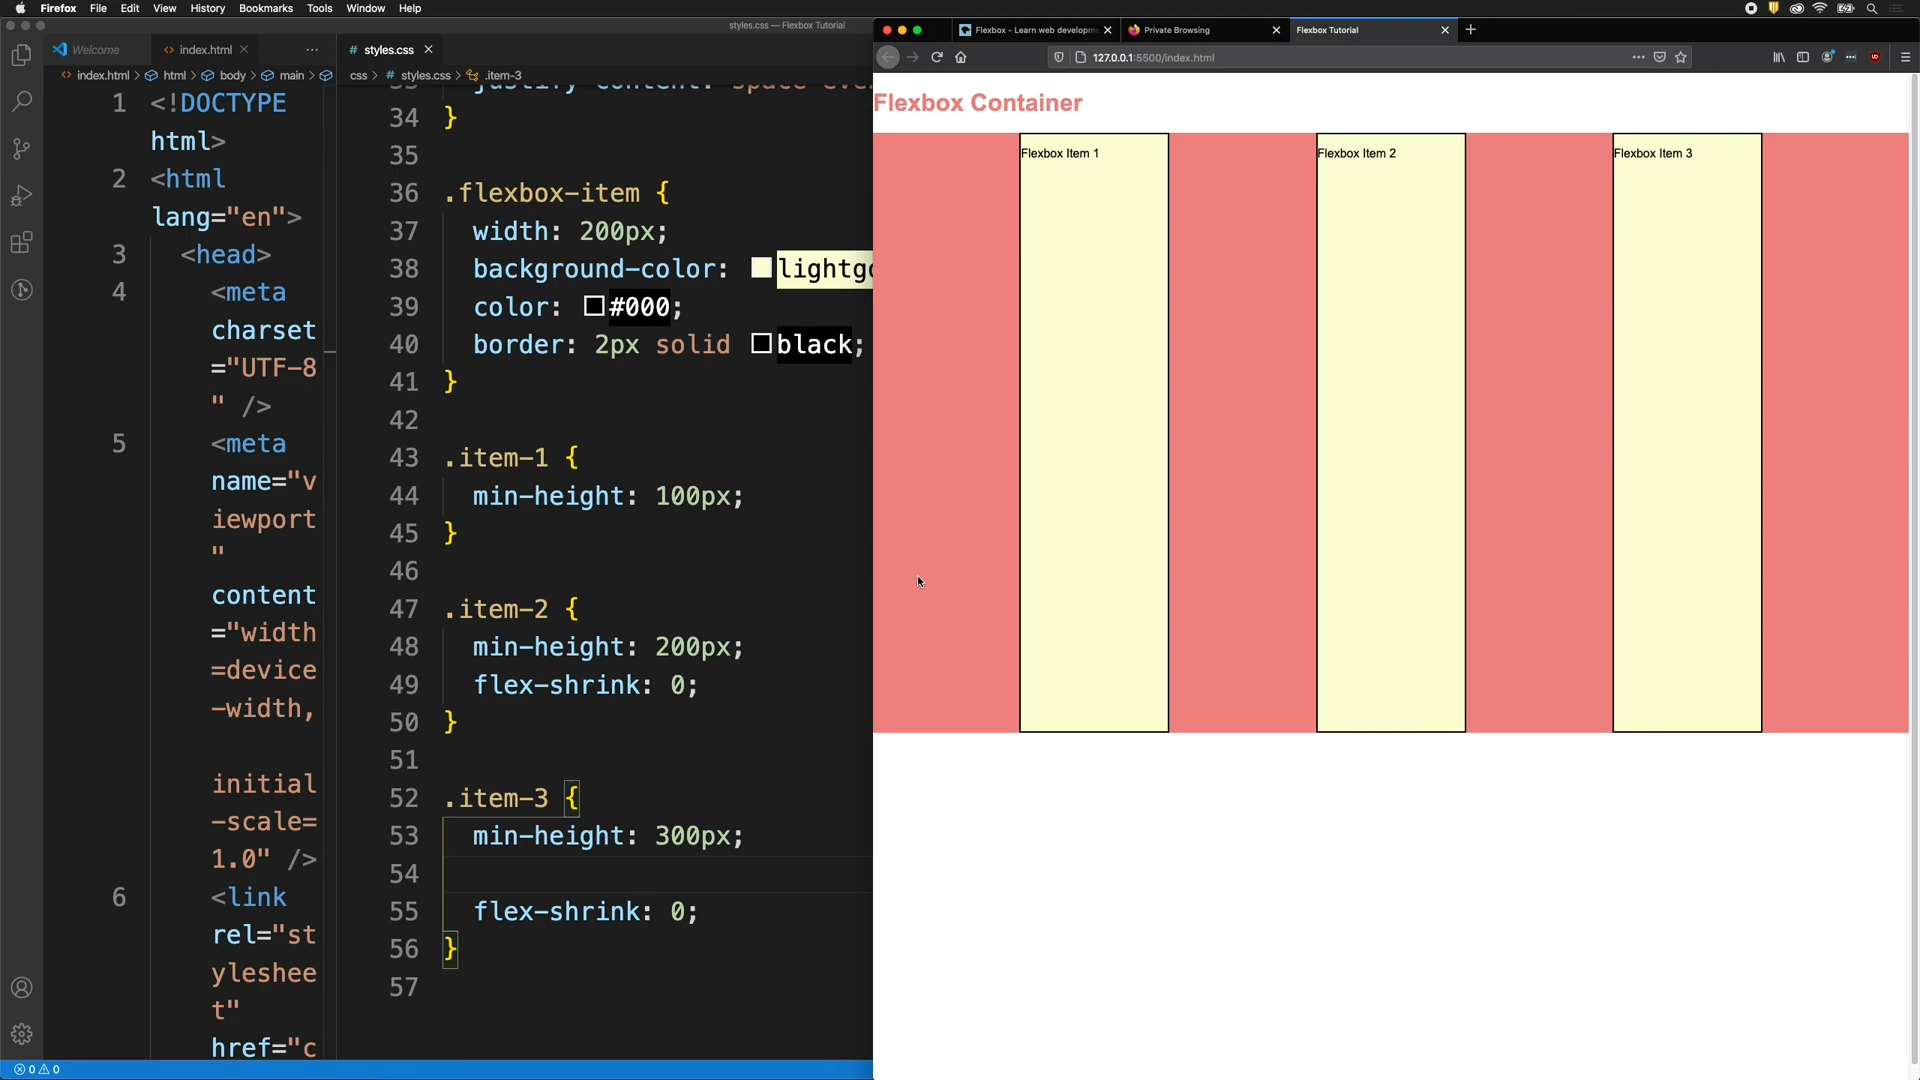 Firefox File Edit View History Bookmarks Tools Window Help
styles.css — Flexbox Tutorial
Welcome
index.html
styles.css
index.html > html > body > main >
css > # styles.css > .item-3
1 <!DOCTYPE
html>
2 <html
lang="en">
3 <head>
4 <meta
charset
="UTF-8
" />
5 <meta
name="v
iewport
"
content
="width
=device
-width,
initial
-scale=
1.0" />
6 <link
rel="st
yleshee
t"
href="c
34 }
35
36 .flexbox-item {
37 width: 200px;
38 background-color: lightgo
39 color: #000;
40 border: 2px solid black;
41 }
42
43 .item-1 {
44 min-height: 100px;
45 }
46
47 .item-2 {
48 min-height: 200px;
49 flex-shrink: 0;
50 }
51
52 .item-3 {
53 min-height: 300px;
54
55 flex-shrink: 0;
56 }
57
0 0
Flexbox - Learn web developm
Private Browsing
Flexbox Tutorial
127.0.0.1:5500/index.html
Flexbox Container
Flexbox Item 1
Flexbox Item 2
Flexbox Item 3